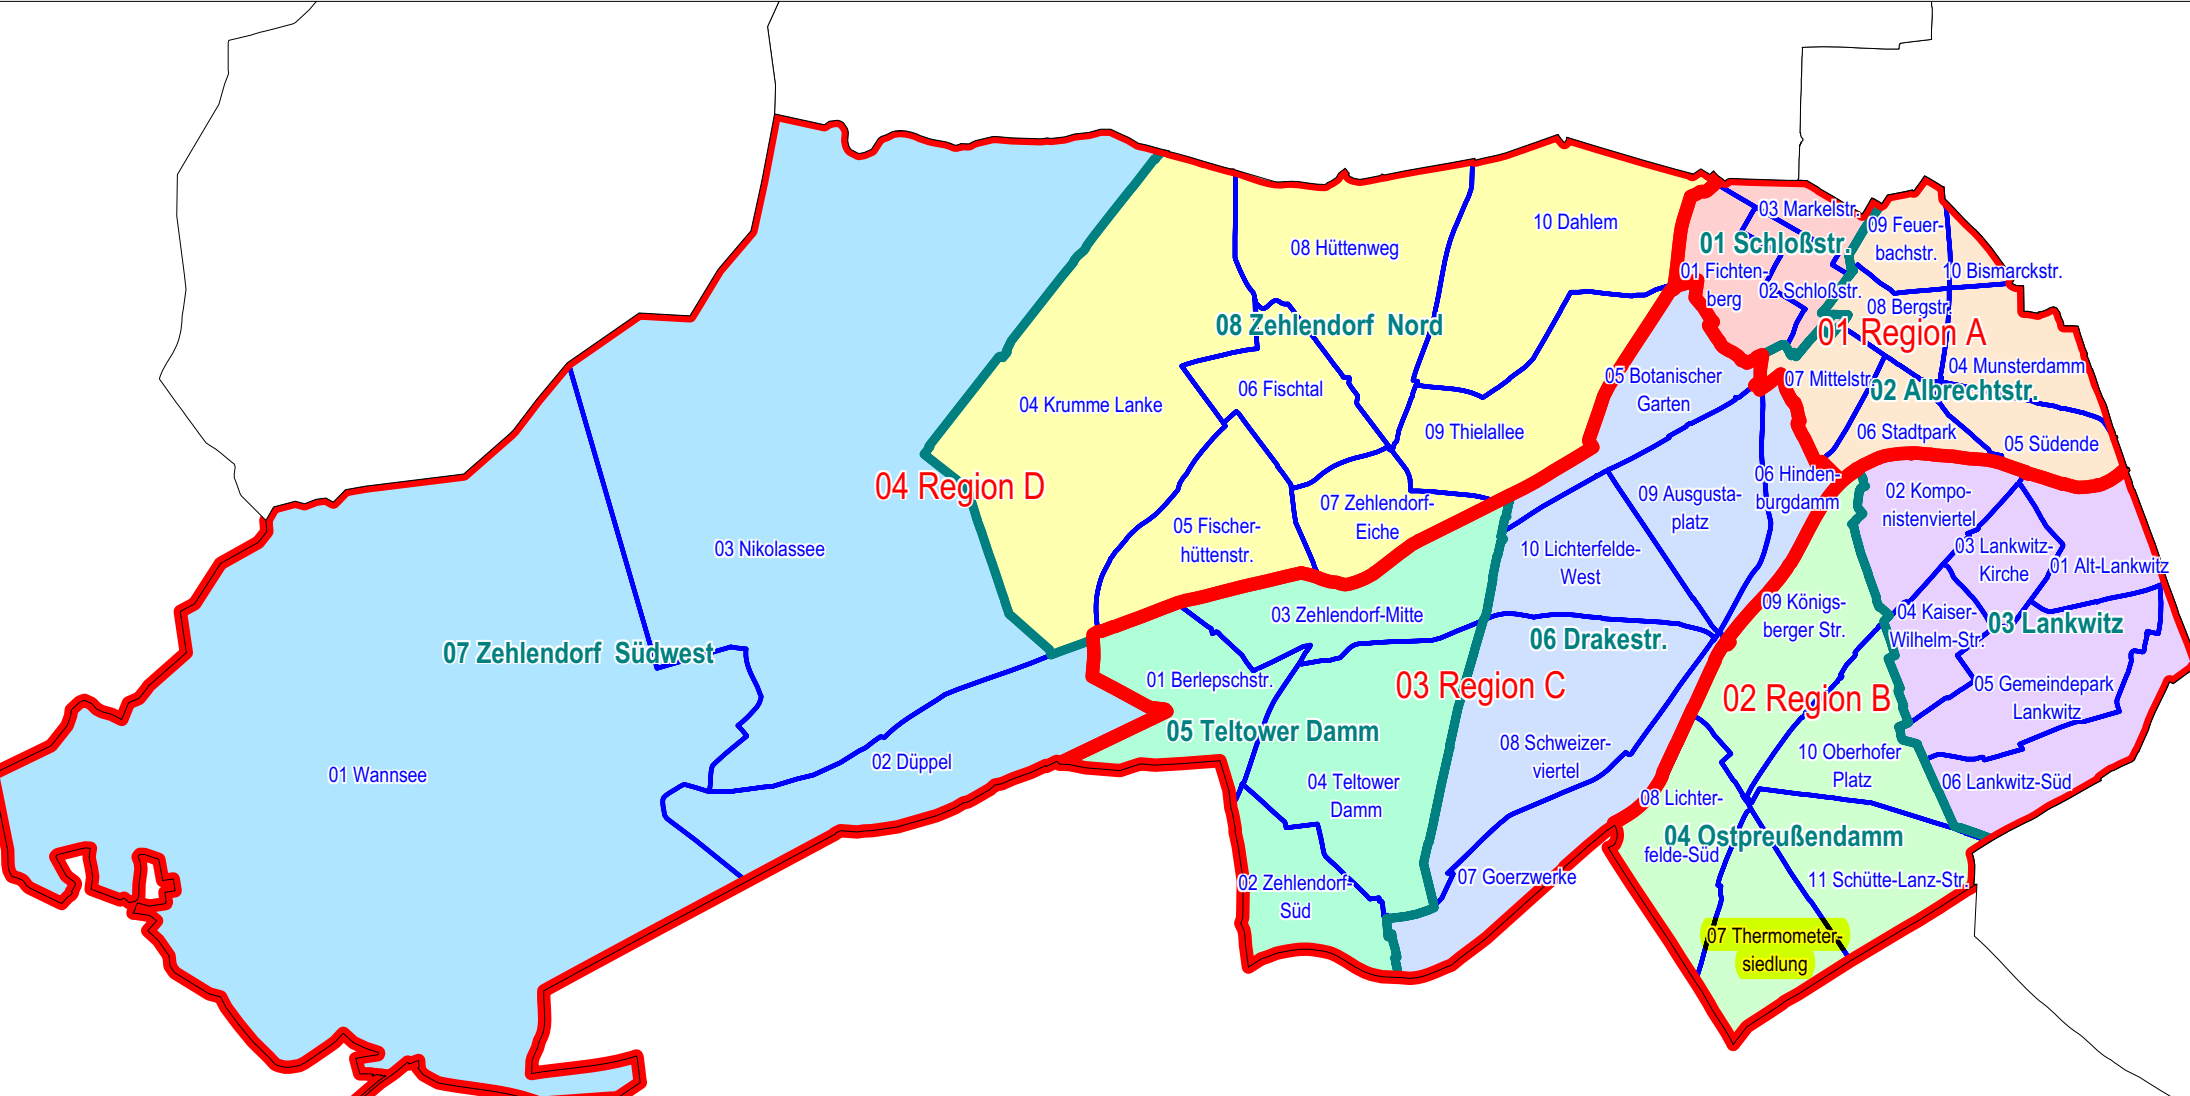 03 Markelstr.
10 Dahlem
09 Feuer-
bachstr.
01 Schloßstr.
08 Hüttenweg
01 Fichten-
berg
10 Bismarckstr.
02 Schloßstr.
08 Bergstr.
08 Zehlendorf Nord
01 Region A
04 Munsterdamm
05 Botanischer
Garten
07 Mittelstr.
02 Albrechtstr.
06 Fischtal
04 Krumme Lanke
09 Thielallee
06 Stadtpark
05 Südende
04 Region D
06 Hinden-
burgdamm
02 Kompo-
nistenviertel
09 Ausgusta-
platz
07 Zehlendorf-
Eiche
05 Fischer-
hüttenstr.
03 Nikolassee
10 Lichterfelde-
West
03 Lankwitz-
Kirche
01 Alt-Lankwitz
09 Königs-
berger Str.
04 Kaiser-
Wilhelm-Str.
03 Lankwitz
03 Zehlendorf-Mitte
06 Drakestr.
07 Zehlendorf Südwest
01 Berlepschstr.
03 Region C
02 Region B
05 Gemeindepark
Lankwitz
05 Teltower Damm
08 Schweizer-
viertel
10 Oberhofer
Platz
01 Wannsee
02 Düppel
04 Teltower
Damm
06 Lankwitz-Süd
08 Lichter-
felde-Süd
04 Ostpreußendamm
07 Goerzwerke
02 Zehlendorf-
Süd
11 Schütte-Lanz-Str.
07 Thermometer-
siedlung